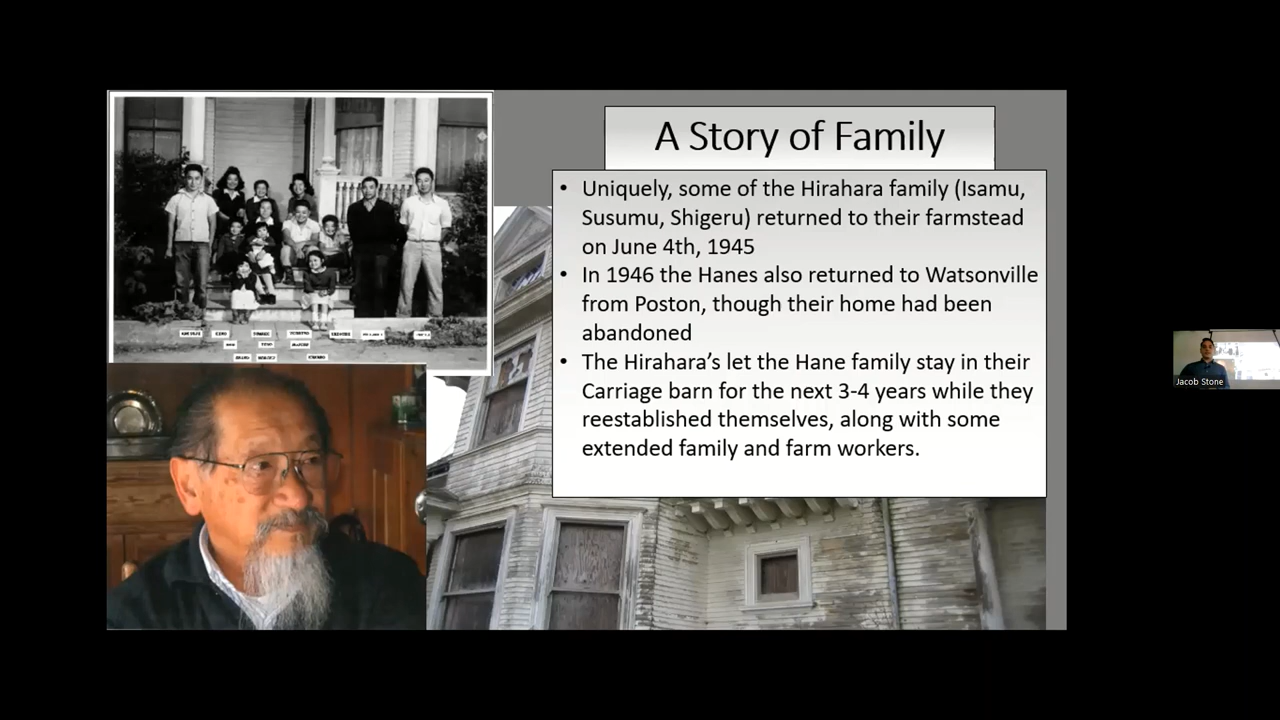 A Story of Family
• Uniquely, some of the Hirahara family (Isamu,
Susumu, Shigeru) returned to their farmstead
on June 4th, 1945
• In 1946 the Hanes also returned to Watsonville
from Poston, though their home had been
abandoned
• The Hirahara’s let the Hane family stay in their
Carriage barn for the next 3-4 years while they
reestablished themselves, along with some
extended family and farm workers.
Jacob Stone